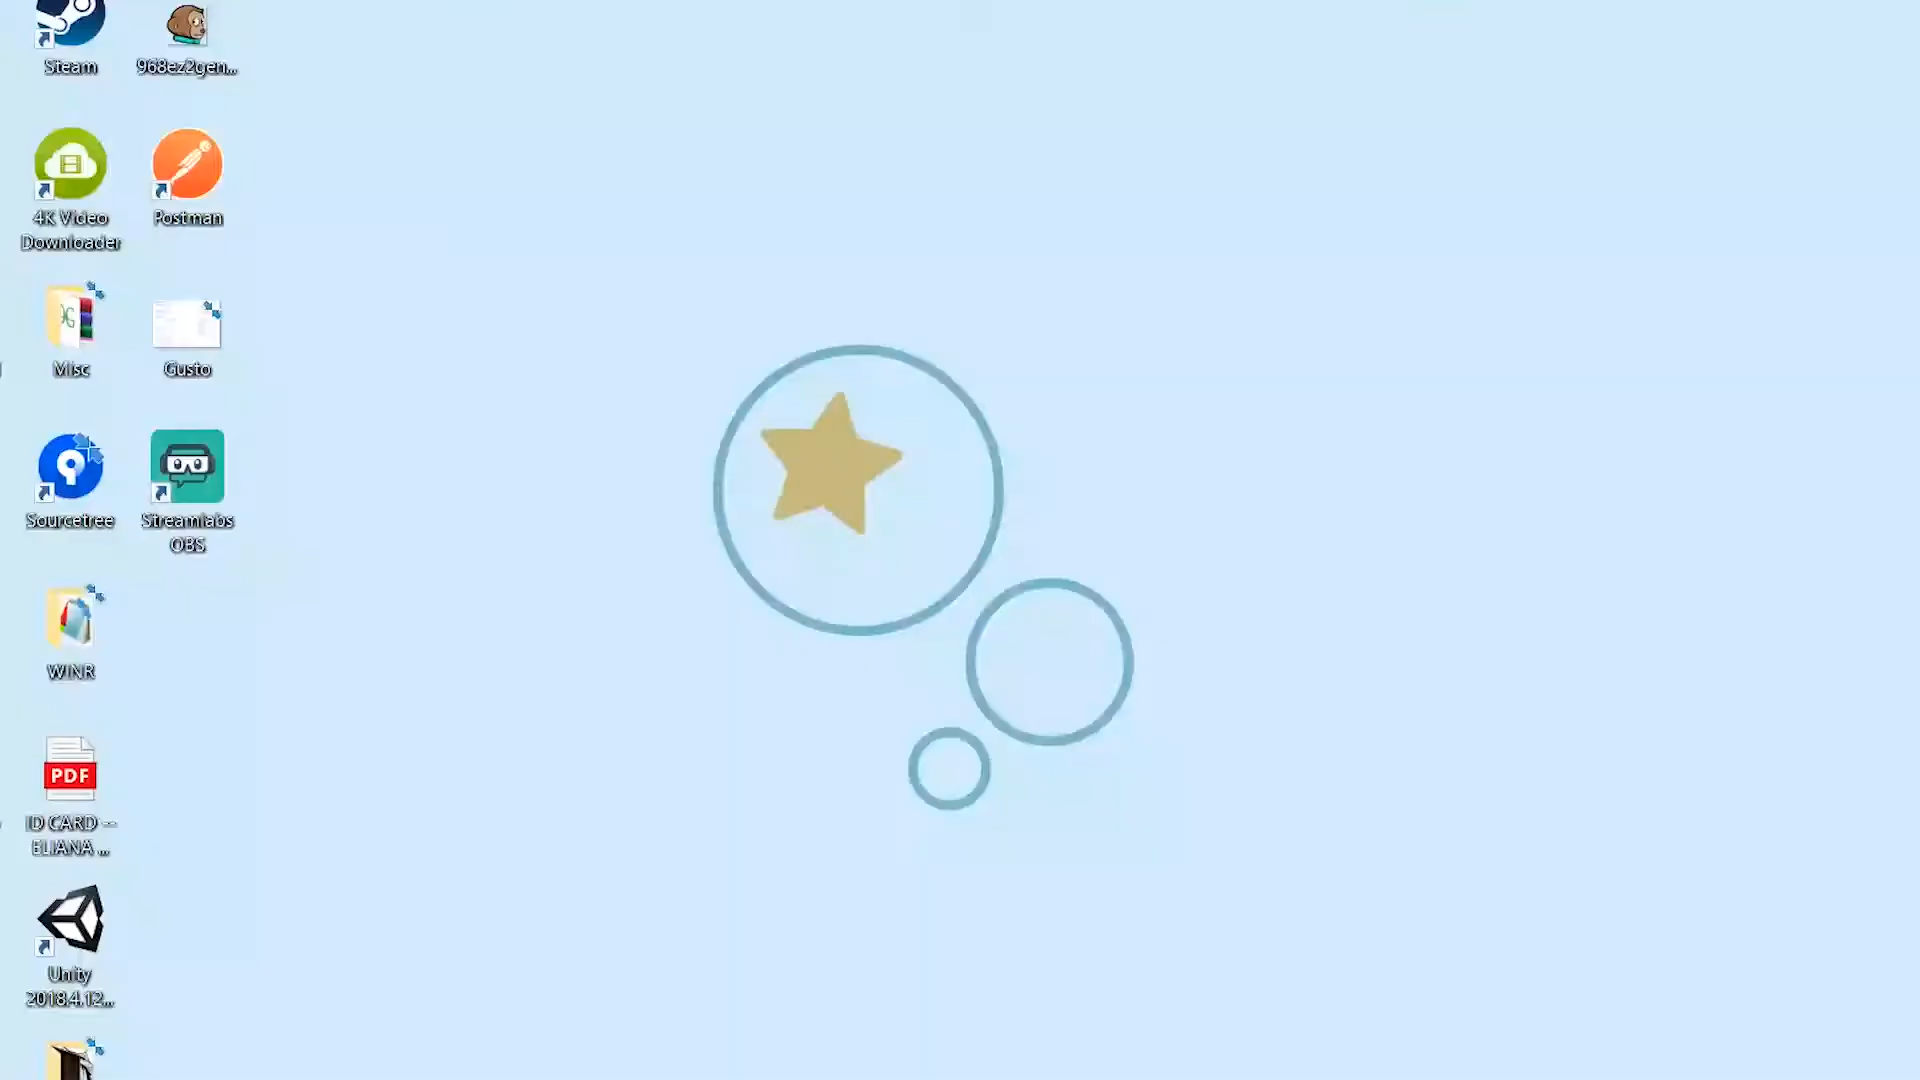 Steam
968ez2gen...
4K Video
Downloader
Postman
Misc
Gusto
Sourcetree
Streamlabs
OBS
WINR
PDF
ID CARD --
ELIANA ...
Unity
2018.4.12...